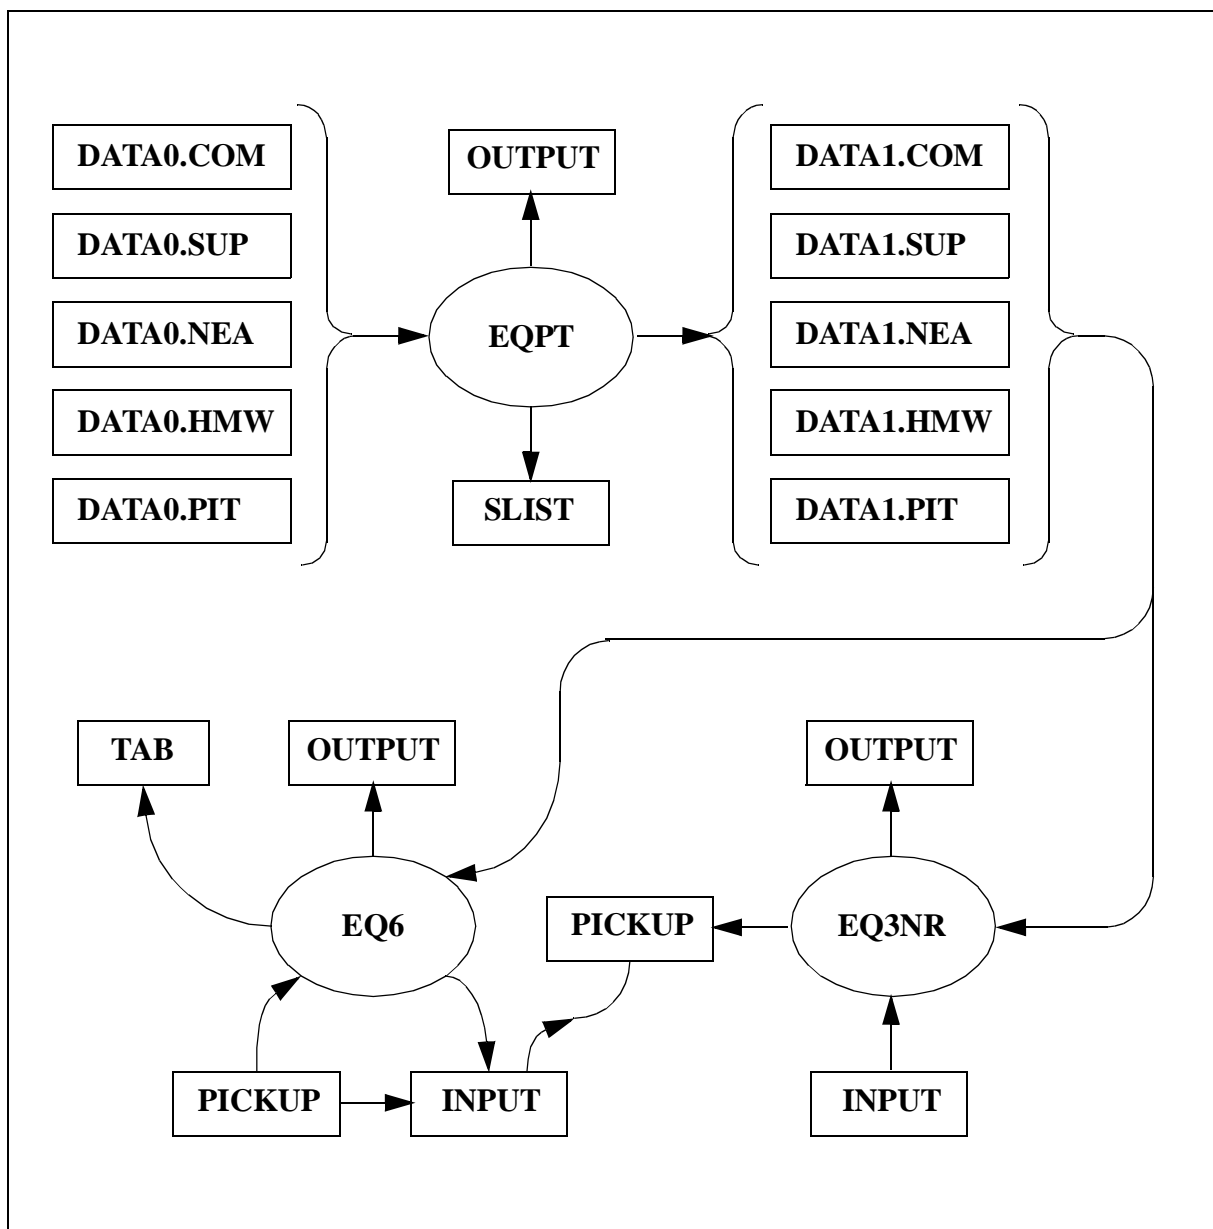 DATA0.COM
DATA0.SUP
DATA0.NEA
DATA0.HMW
DATA0.PIT
OUTPUT
EQPT
SLIST
DATA1.COM
DATA1.SUP
DATA1.NEA
DATA1.HMW
DATA1.PIT
TAB
OUTPUT
OUTPUT
EQ6
PICKUP
EQ3NR
PICKUP
INPUT
INPUT